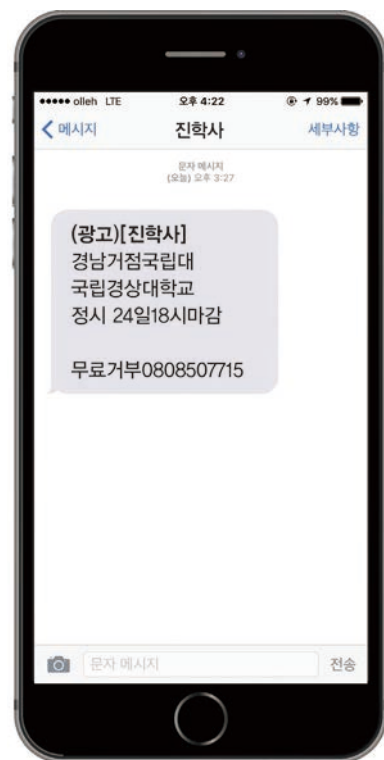 olleh LTE 오후 4:22 99%
메시지 진학사 세부사항
문자 메시지
(오늘) 오후 3:27
(광고)[진학사]
경남거점국립대
국립경상대학교
정시 24일18시마감
무료거부0808507715
문자 메시지 전송